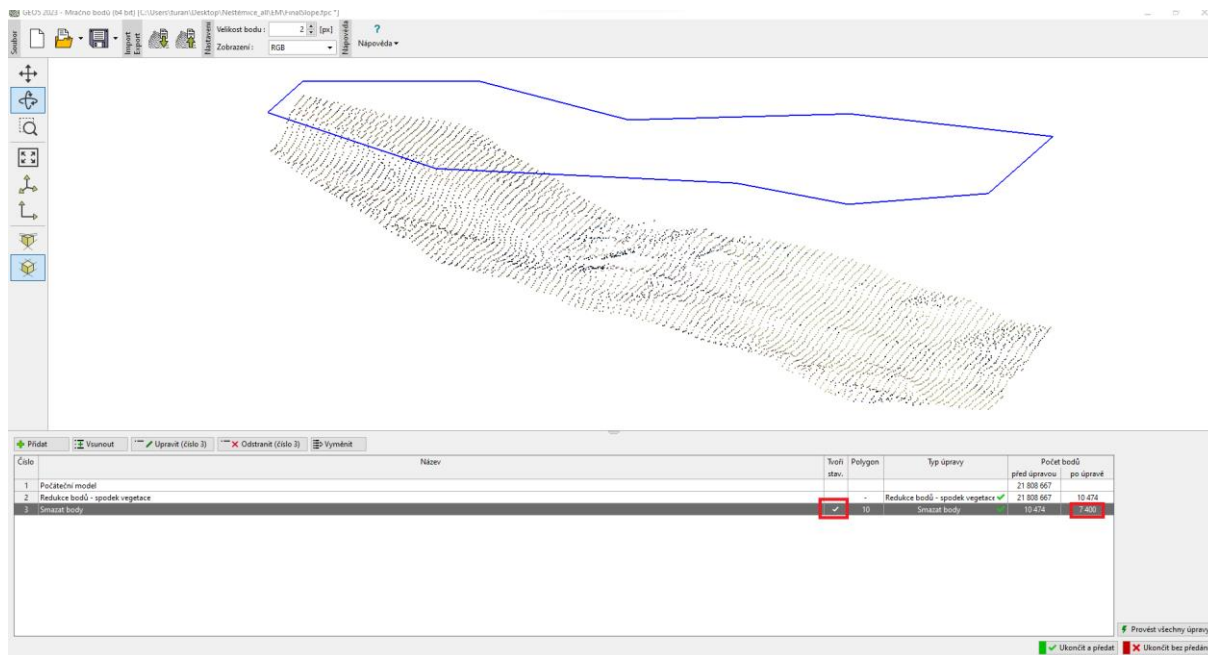 GEO5 2023 - Mračno bodů (64 bit) [C:\Users\turan\Desktop\Nestemice_all\EM\FinalSlope.fpc *]
Soubor
Import
Export
Nastavení
Velikost bodu :
2
[px]
Zobrazení :
RGB
Nápověda
?
Nápověda
Přidat
Vsunout
Upravit (číslo 3)
Odstranit (číslo 3)
Vyměnit
Číslo
Název
Tvoří
stav.
Polygon
Typ úpravy
Počet bodů
před úpravou
po úpravě
1
Počáteční model
21 808 667
2
Redukce bodů - spodek vegetace
-
Redukce bodů - spodek vegetace
21 808 667
10 474
3
Smazat body
10
Smazat body
10 474
7 400
Provést všechny úpravy
Ukončit a předat
Ukončit bez předání